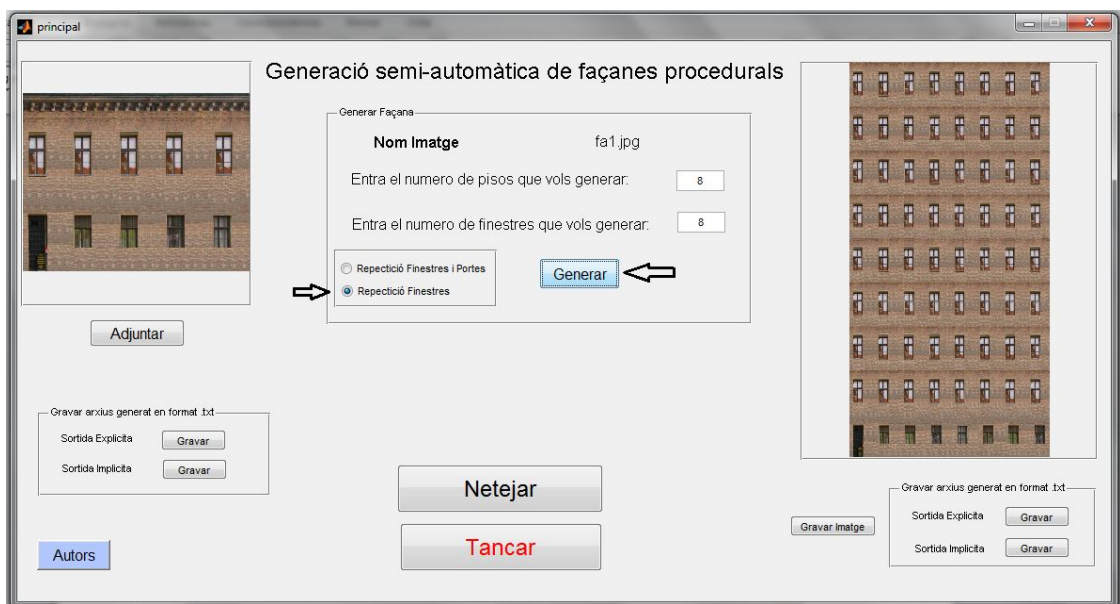 principal
Generació semi-automàtica de façanes procedurals
Generar Façana
Nom Imatge fa1.jpg
Entra el numero de pisos que vols generar: 8
Entra el numero de finestres que vols generar: 8
Repectició Finestres i Portes
Repectició Finestres
Generar
Adjuntar
Gravar arxius generat en format .txt
Sortida Explicita Gravar
Sortida Implicita Gravar
Autors
Netejar
Tancar
Gravar Imatge
Gravar arxius generat en format .txt
Sortida Explicita Gravar
Sortida Implicita Gravar